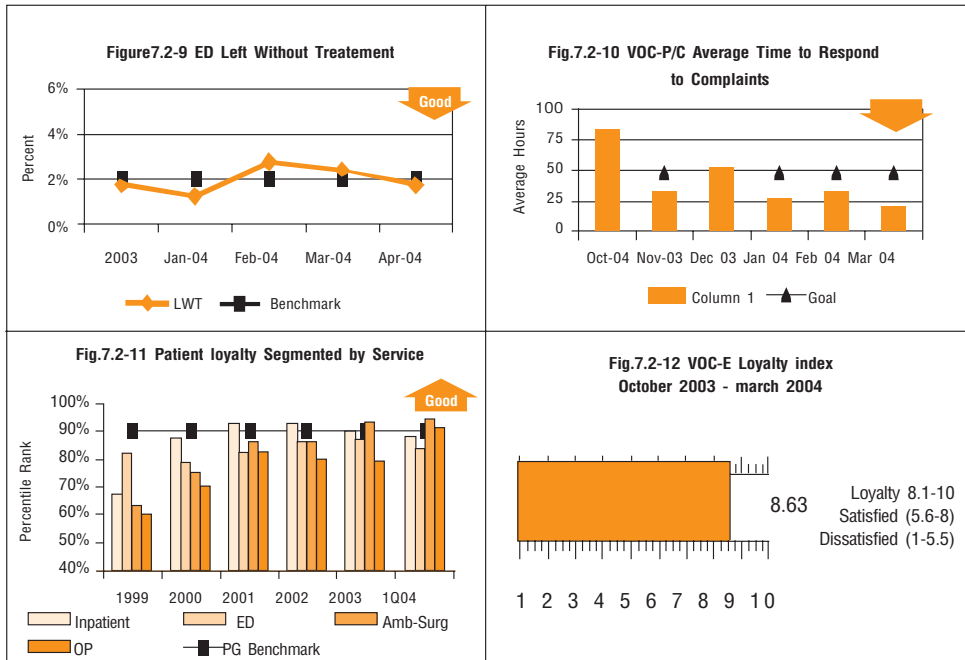 Figure7.2-9 ED Left Without Treatement
6%
4%
2%
0%
Percent
Good
2003 Jan-04 Feb-04 Mar-04 Apr-04
LWT Benchmark
Fig.7.2-10 VOC-P/C Average Time to Respond
to Complaints
100
75
50
25
0
Average Hours
Oct-04 Nov-03 Dec 03 Jan 04 Feb 04 Mar 04
Column 1 Goal
Fig.7.2-11 Patient loyalty Segmented by Service
Good
100%
90%
80%
70%
60%
50%
40%
Percentile Rank
1999 2000 2001 2002 2003 1Q04
Inpatient ED Amb-Surg
OP PG Benchmark
Fig.7.2-12 VOC-E Loyalty index
October 2003 - march 2004
8.63
Loyalty 8.1-10
Satisfied (5.6-8)
Dissatisfied (1-5.5)
1 2 3 4 5 6 7 8 9 10